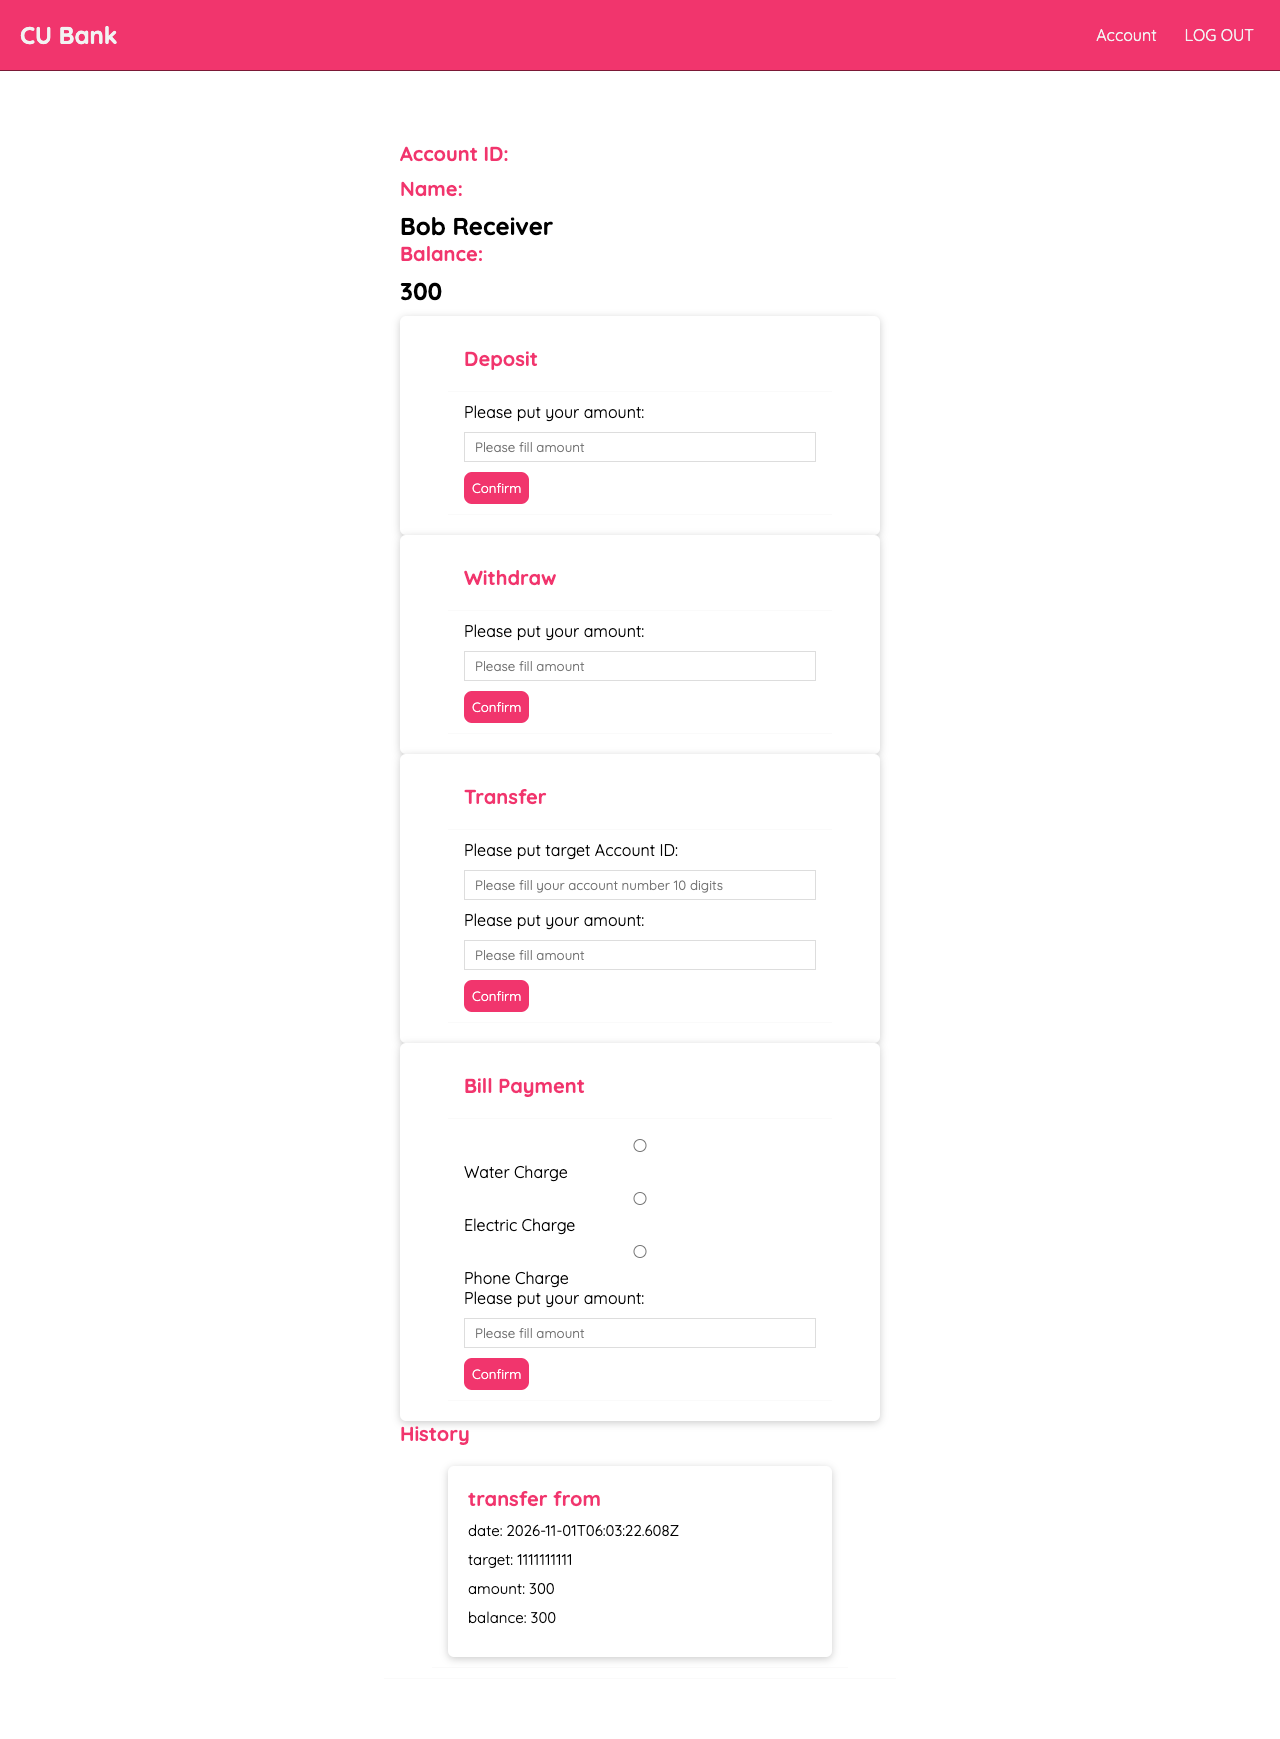 CU Bank
Account LOG OUT
Account ID:
Name:
Bob Receiver
Balance:
300
Deposit
Please put your amount:
Please fill amount
Confirm
Withdraw
Please put your amount:
Please fill amount
Confirm
Transfer
Please put target Account ID:
Please fill your account number 10 digits
Please put your amount:
Please fill amount
Confirm
Bill Payment
Water Charge
Electric Charge
Phone Charge
Please put your amount:
Please fill amount
Confirm
History
transfer from
date: 2026-11-01T06:03:22.608Z
target: 1111111111
amount: 300
balance: 300